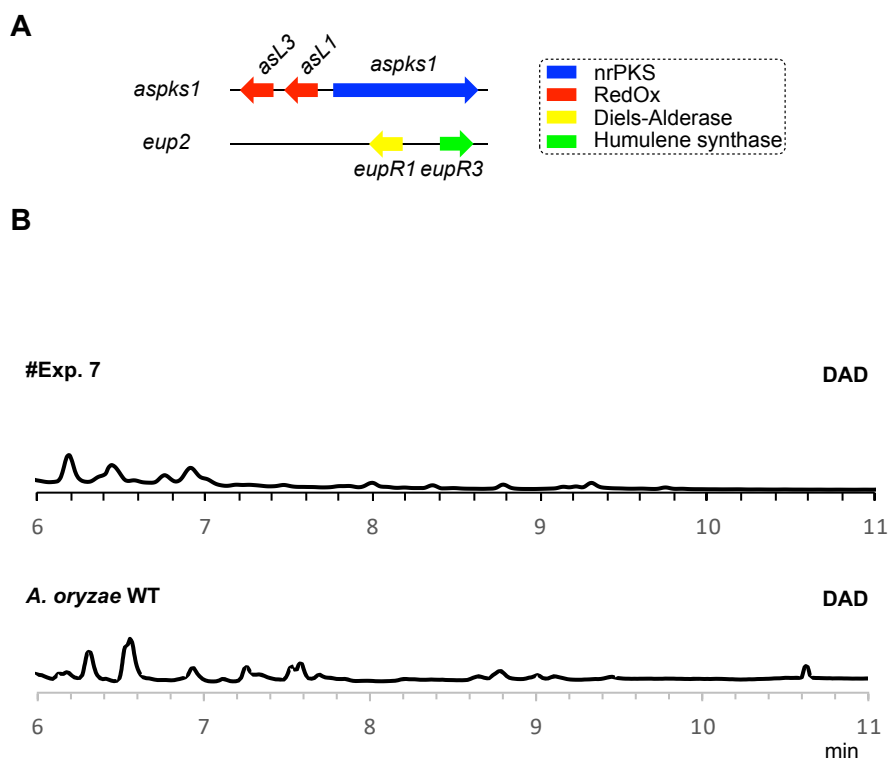 A
asL3 asL1 aspks1
aspks1
eup2
eupR1 eupR3
nrPKS
RedOx
Diels-Alderase
Humulene synthase
B
#Exp. 7 DAD
6 7 8 9 10 11
A. oryzae WT DAD
6 7 8 9 10 11
min